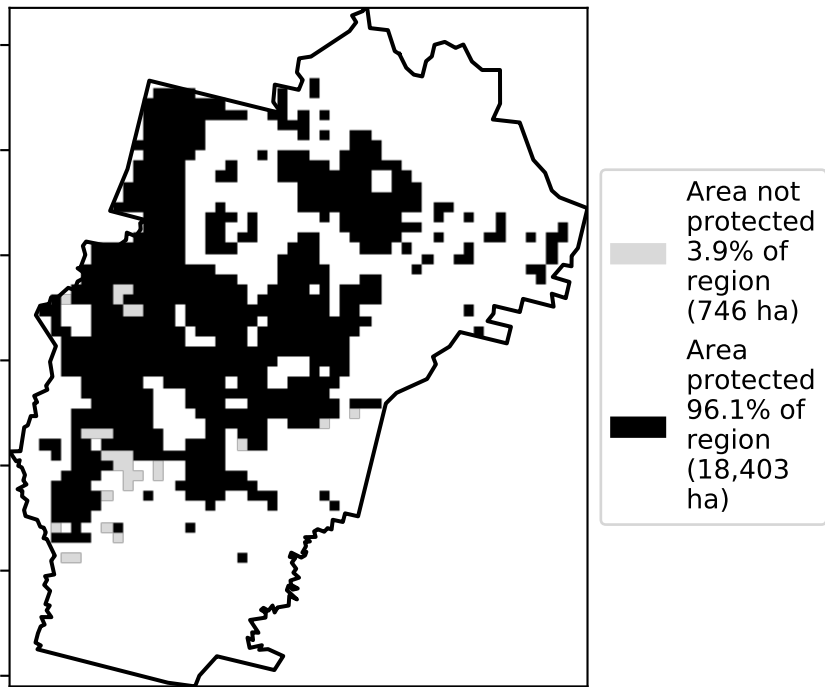 Area not
protected
3.9% of
region
(746 ha)
Area
protected
96.1% of
region
(18,403
ha)